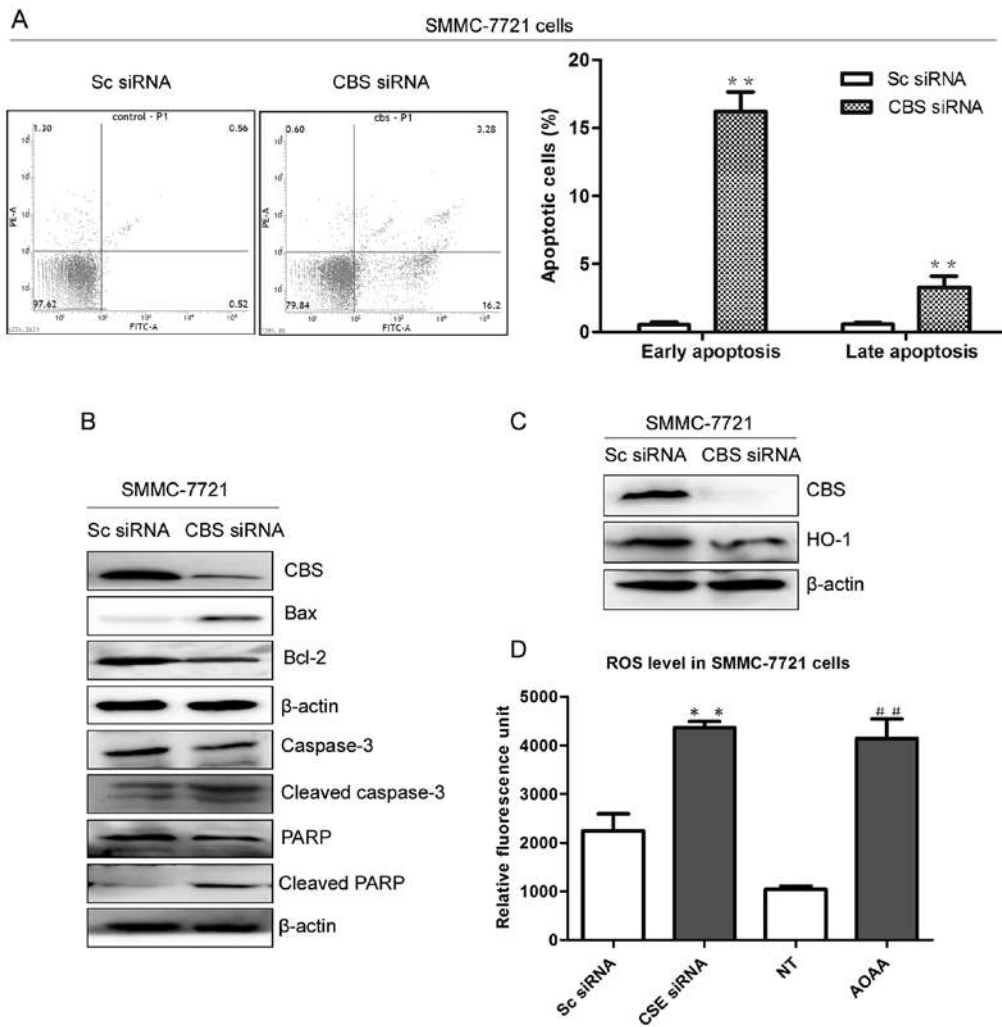 A
SMMC-7721 cells
Sc siRNA
CBS siRNA
control - P1
1.30
0.56
PE-A
97.62
0.52
FITC-A
cbs - P1
0.60
3.28
PE-A
79.84
16.2
FITC-A
20
15
10
5
0
Apoptotic cells (%)
* *
* *
Sc siRNA
CBS siRNA
Early apoptosis
Late apoptosis
B
SMMC-7721
Sc siRNA CBS siRNA
CBS
Bax
Bcl-2
β-actin
Caspase-3
Cleaved caspase-3
PARP
Cleaved PARP
β-actin
C
SMMC-7721
Sc siRNA CBS siRNA
CBS
HO-1
β-actin
D
ROS level in SMMC-7721 cells
Relative fluorescence unit
5000
4000
3000
2000
1000
0
* *
# #
Sc siRNA
CSE siRNA
NT
AOAA